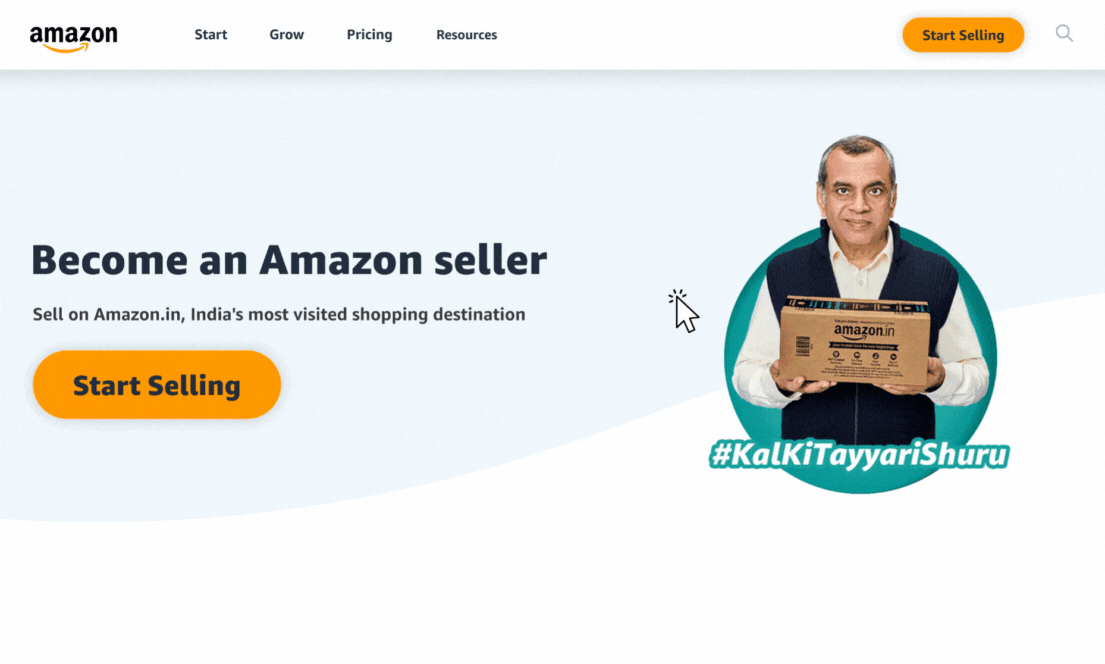 amazon
Start
Grow
Pricing
Resources
Start Selling
Become an Amazon seller
Sell on Amazon.in, India's most visited shopping destination
Start Selling
amazon.in
#KalKiTayyariShuru